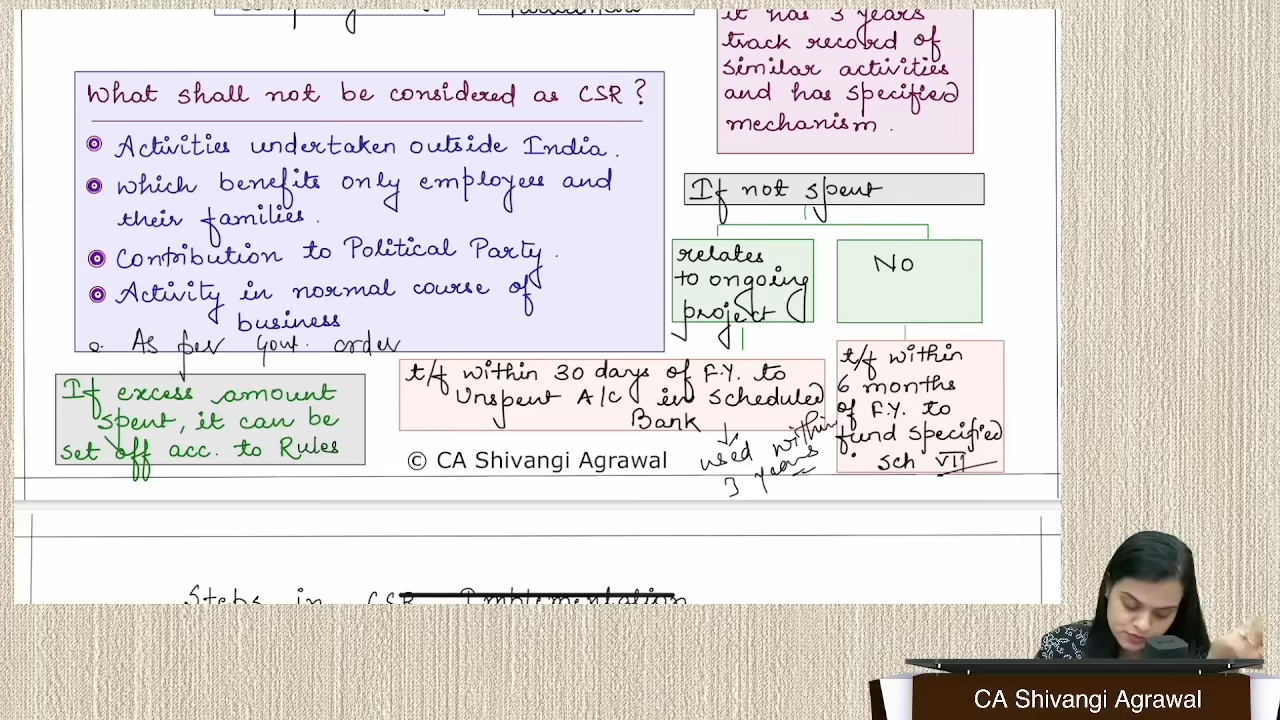 it has 3 years
track record of
similar activities
and has specified
mechanism.
What shall not be considered as CSR?
Activities undertaken outside India.
which benefits only employees and
their families.
Contribution to Political Party.
Activity in normal course of
business
As per Govt. order
If not spent
relates
to ongoing
project
NO
If excess amount
spent, it can be
set off acc. to Rules
t/f within 30 days of F.Y. to
Unspent A/c in Scheduled
Bank
used within
3 years
t/f within
6 months
of F.Y. to
fund specified
Sch VII
© CA Shivangi Agrawal
Steps in CSR Implementation
CA Shivangi Agrawal